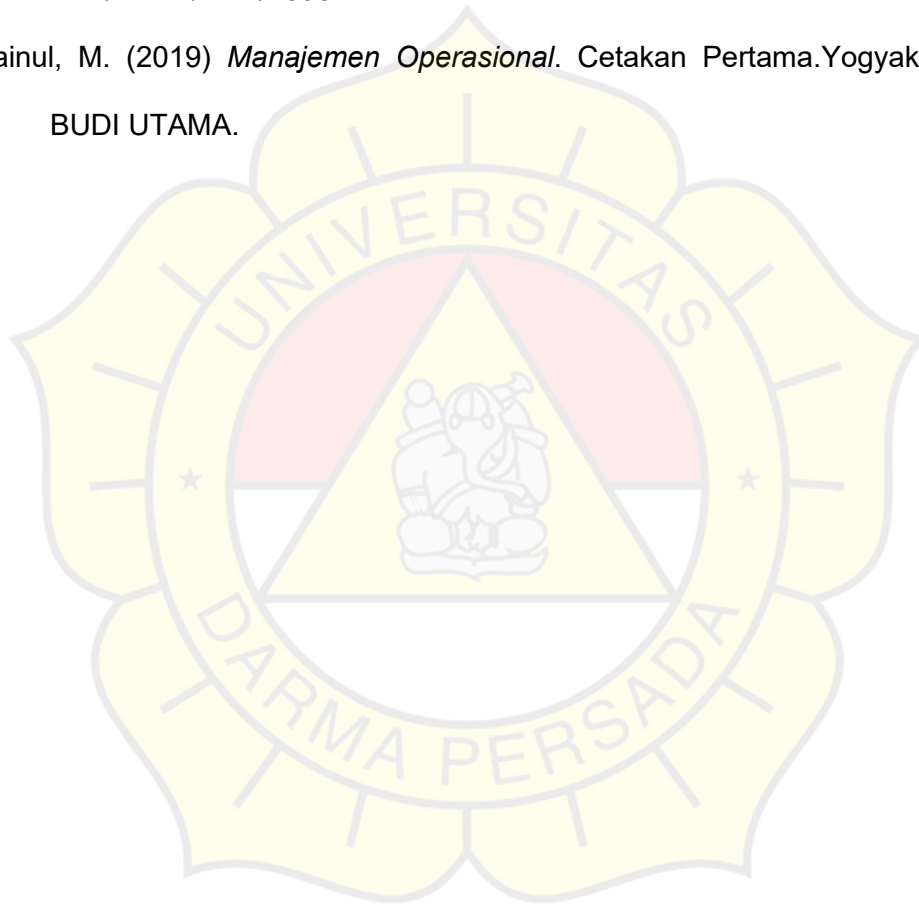 ainul, M. (2019) Manajemen Operasional. Cetakan Pertama.Yogyak
BUDI UTAMA.
UNIVERSITAS
DARMA PERSADA